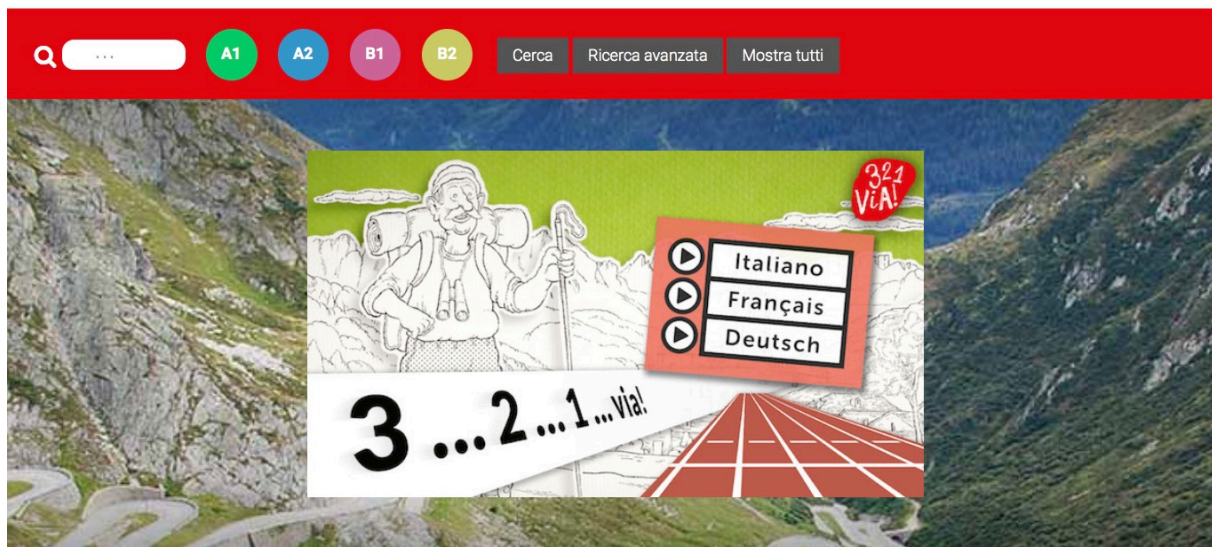 ... A1 A2 B1 B2 Cerca Ricerca avanzata Mostra tutti
321
ViA!
Italiano
Français
Deutsch
3...2...1...via!